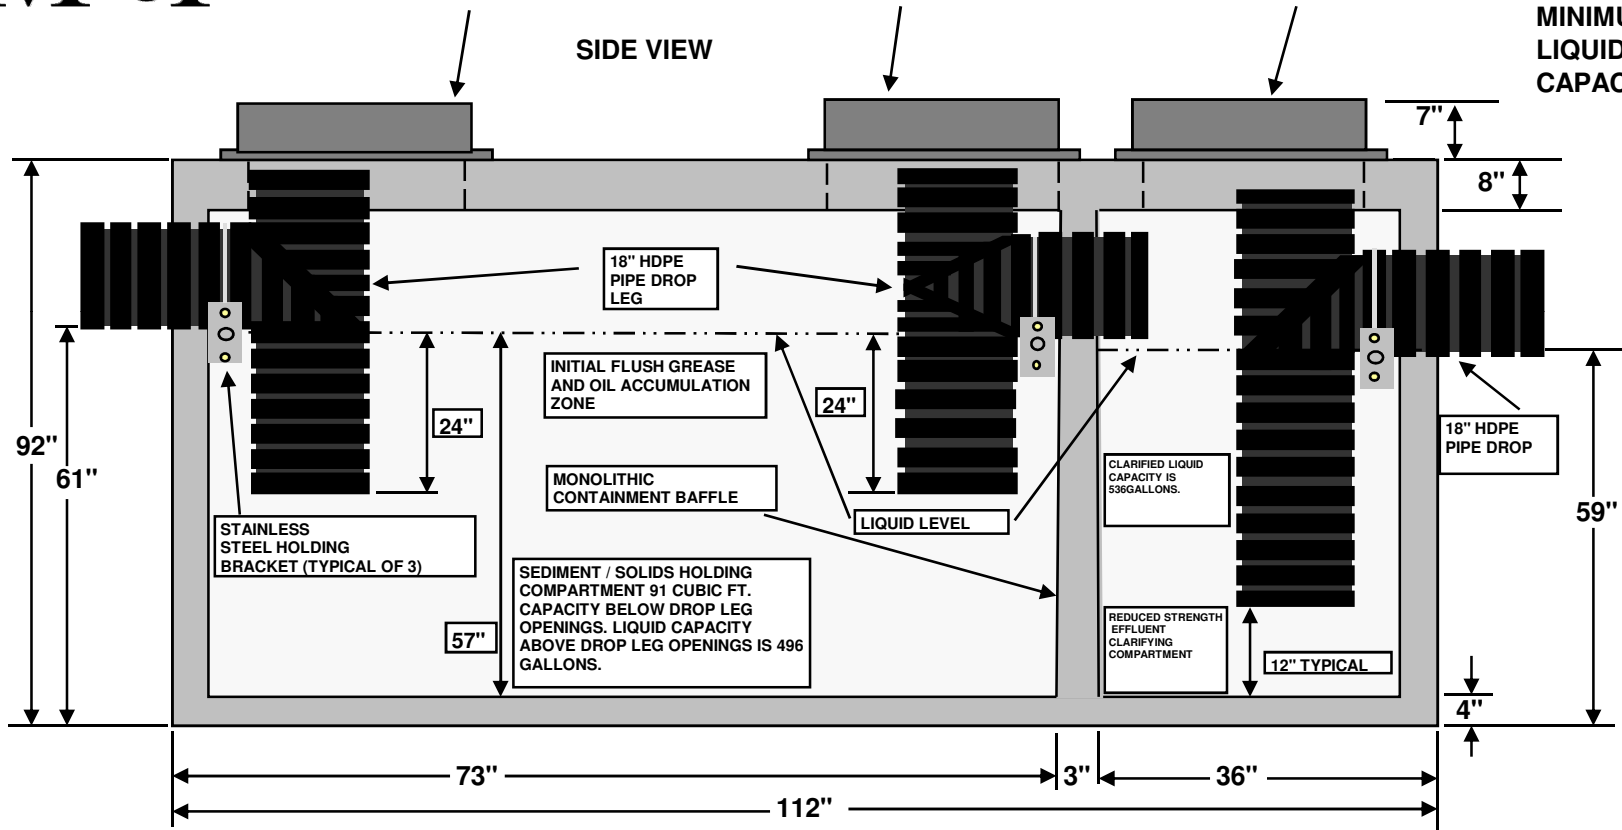 SIDE VIEW
MINIMU
LIQUID
CAPAC
7"
8"
18" HDPE
PIPE DROP
LEG
INITIAL FLUSH GREASE
AND OIL ACCUMULATION
ZONE
24"
24"
92"
61"
18" HDPE
PIPE DROP
CLARIFIED LIQUID
CAPACITY IS
536GALLONS.
MONOLITHIC
CONTAINMENT BAFFLE
LIQUID LEVEL
59"
STAINLESS
STEEL HOLDING
BRACKET (TYPICAL OF 3)
SEDIMENT / SOLIDS HOLDING
COMPARTMENT 91 CUBIC FT.
CAPACITY BELOW DROP LEG
OPENINGS. LIQUID CAPACITY
ABOVE DROP LEG OPENINGS IS 496
GALLONS.
57"
REDUCED STRENGTH
EFFLUENT
CLARIFYING
COMPARTMENT
12" TYPICAL
4"
73"
3"
36"
112"